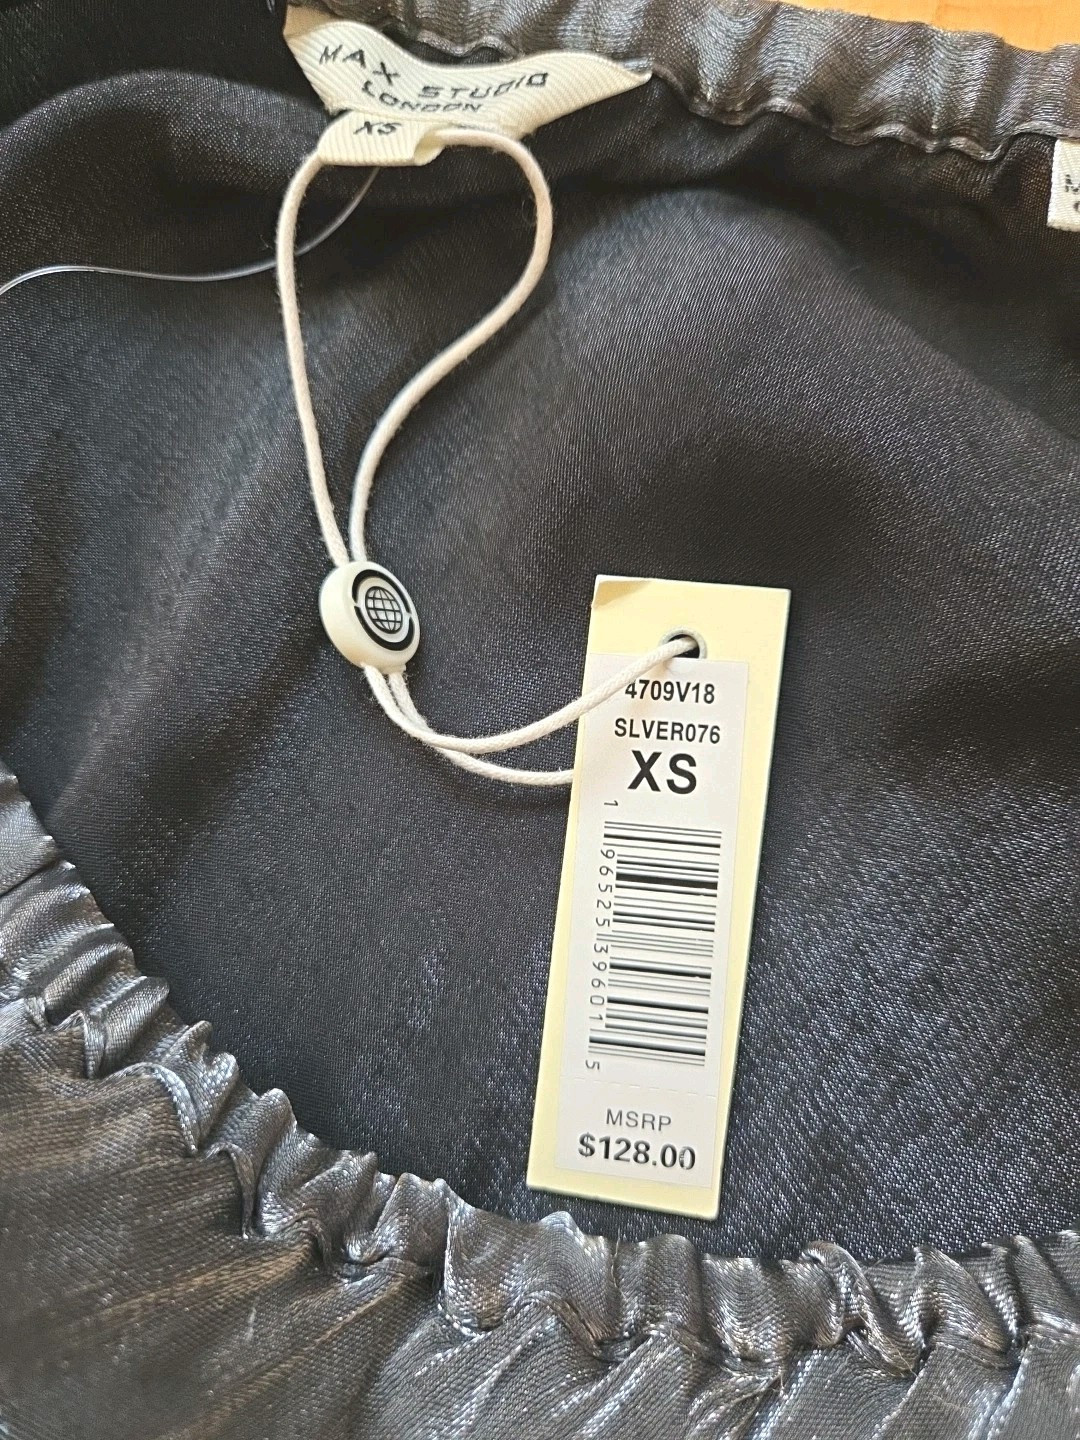 MAX STUDIO
LONDON
XS
4709V18
SLVER076
XS
1 96525 39601 5
MSRP
$128.00